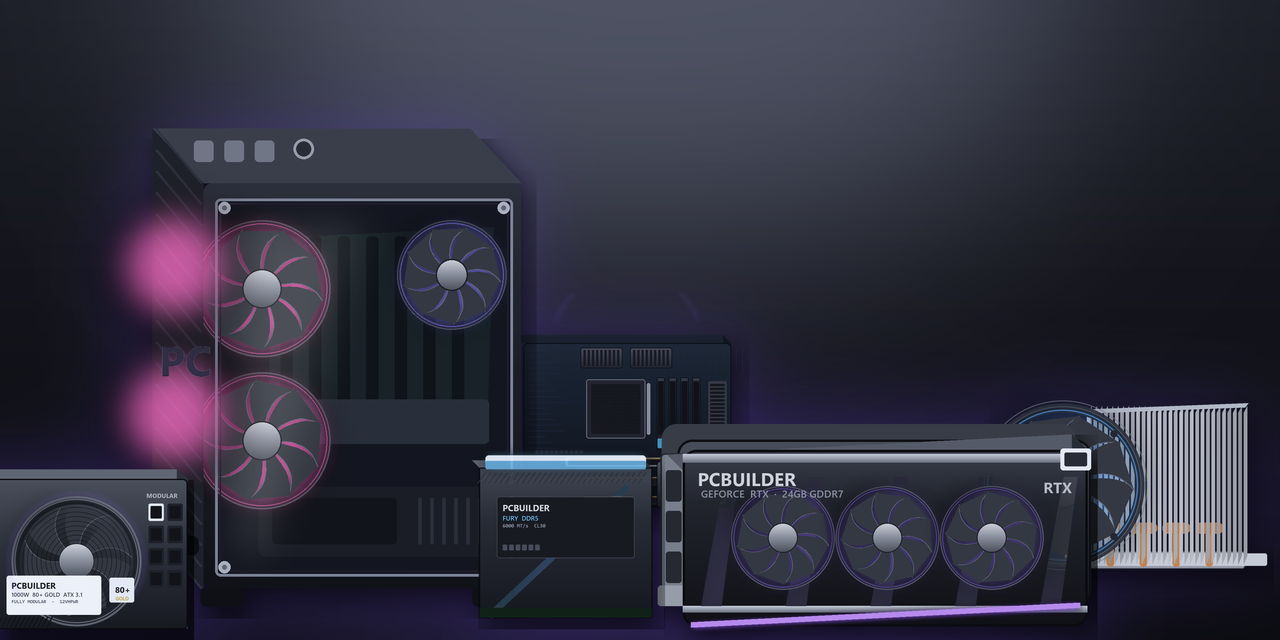 PC
MODULAR
PCBUILDER
1000W 80+ GOLD ATX 3.1
FULLY MODULAR · 12VHPWR
80+
GOLD
PCBUILDER
FURY DDR5
6000 MT/s CL30
PCBUILDER
GEFORCE RTX · 24GB GDDR7
RTX